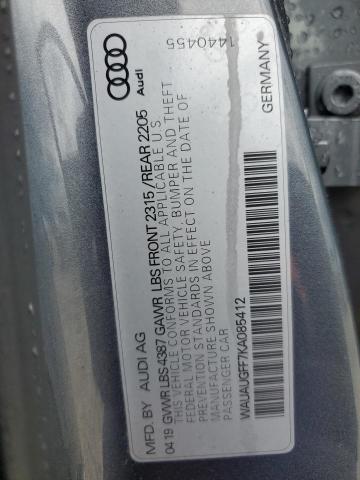 Audi
1440455
MFD. BY AUDI AG
04 19 GVWR LBS 4387 GAWR LBS FRONT 2315 / REAR 2205
THIS CAR CONFORMS TO ALL APPLICABLE U.S.
FEDERAL MOTOR VEHICLE SAFETY, BUMPER AND THEFT
PREVENTION STANDARDS IN EFFECT ON THE DATE OF
MANUFACTURE SHOWN ABOVE
PASSENGER CAR
WAUAUGFF7KA085412
GERMANY